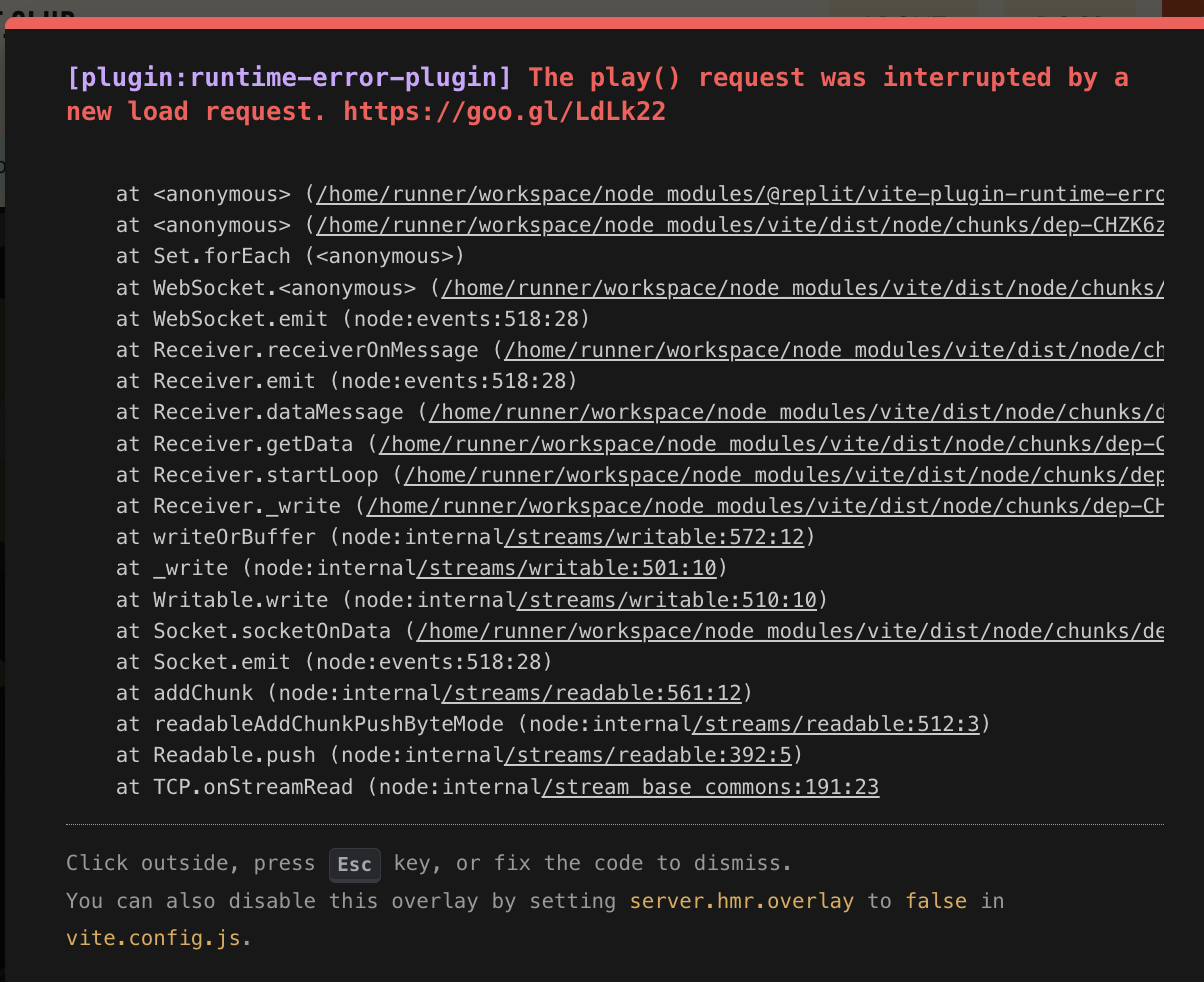 [plugin:runtime-error-plugin] The play() request was interrupted by a
new load request. https://goo.gl/LdLk22
at <anonymous> (/home/runner/workspace/node_modules/@replit/vite-plugin-runtime-erro
at <anonymous> (/home/runner/workspace/node_modules/vite/dist/node/chunks/dep-CHZK6z
at Set.forEach (<anonymous>)
at WebSocket.<anonymous> (/home/runner/workspace/node_modules/vite/dist/node/chunks/
at WebSocket.emit (node:events:518:28)
at Receiver.receiverOnMessage (/home/runner/workspace/node_modules/vite/dist/node/ch
at Receiver.emit (node:events:518:28)
at Receiver.dataMessage (/home/runner/workspace/node_modules/vite/dist/node/chunks/d
at Receiver.getData (/home/runner/workspace/node_modules/vite/dist/node/chunks/dep-C
at Receiver.startLoop (/home/runner/workspace/node_modules/vite/dist/node/chunks/dep
at Receiver._write (/home/runner/workspace/node_modules/vite/dist/node/chunks/dep-CH
at writeOrBuffer (node:internal/streams/writable:572:12)
at _write (node:internal/streams/writable:501:10)
at Writable.write (node:internal/streams/writable:510:10)
at Socket.socketOnData (/home/runner/workspace/node_modules/vite/dist/node/chunks/de
at Socket.emit (node:events:518:28)
at addChunk (node:internal/streams/readable:561:12)
at readableAddChunkPushByteMode (node:internal/streams/readable:512:3)
at Readable.push (node:internal/streams/readable:392:5)
at TCP.onStreamRead (node:internal/stream_base_commons:191:23
Click outside, press Esc key, or fix the code to dismiss.
You can also disable this overlay by setting server.hmr.overlay to false in
vite.config.js.